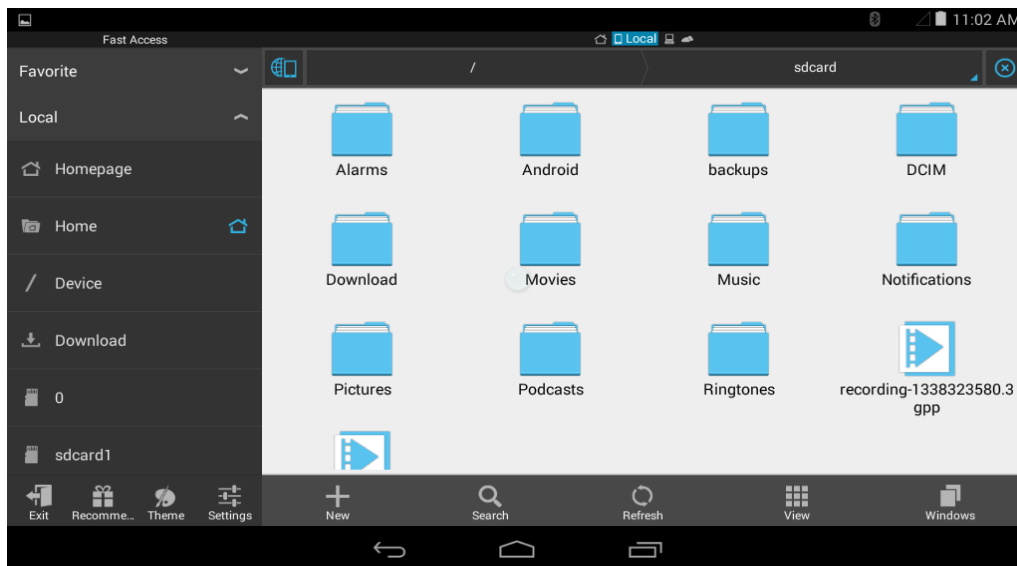 11:02 AM
Fast Access
Local
Favorite
/
sdcard
Local
Homepage
Home
/ Device
Download
0
sdcard1
Alarms
Android
backups
DCIM
Download
Movies
Music
Notifications
Pictures
Podcasts
Ringtones
recording-1338323580.3
gpp
Exit
Recomme...
Theme
Settings
New
Search
Refresh
View
Windows